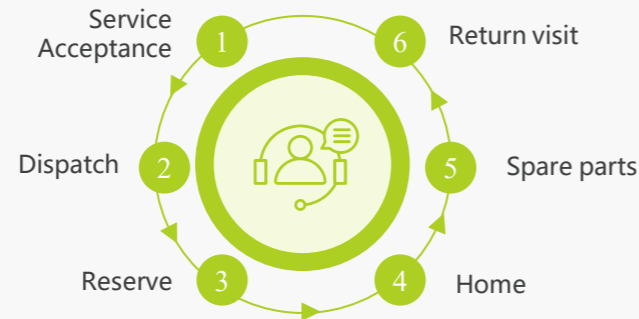 Service
Acceptance
1
6
Return visit
Dispatch
2
5
Spare parts
Reserve
3
4
Home